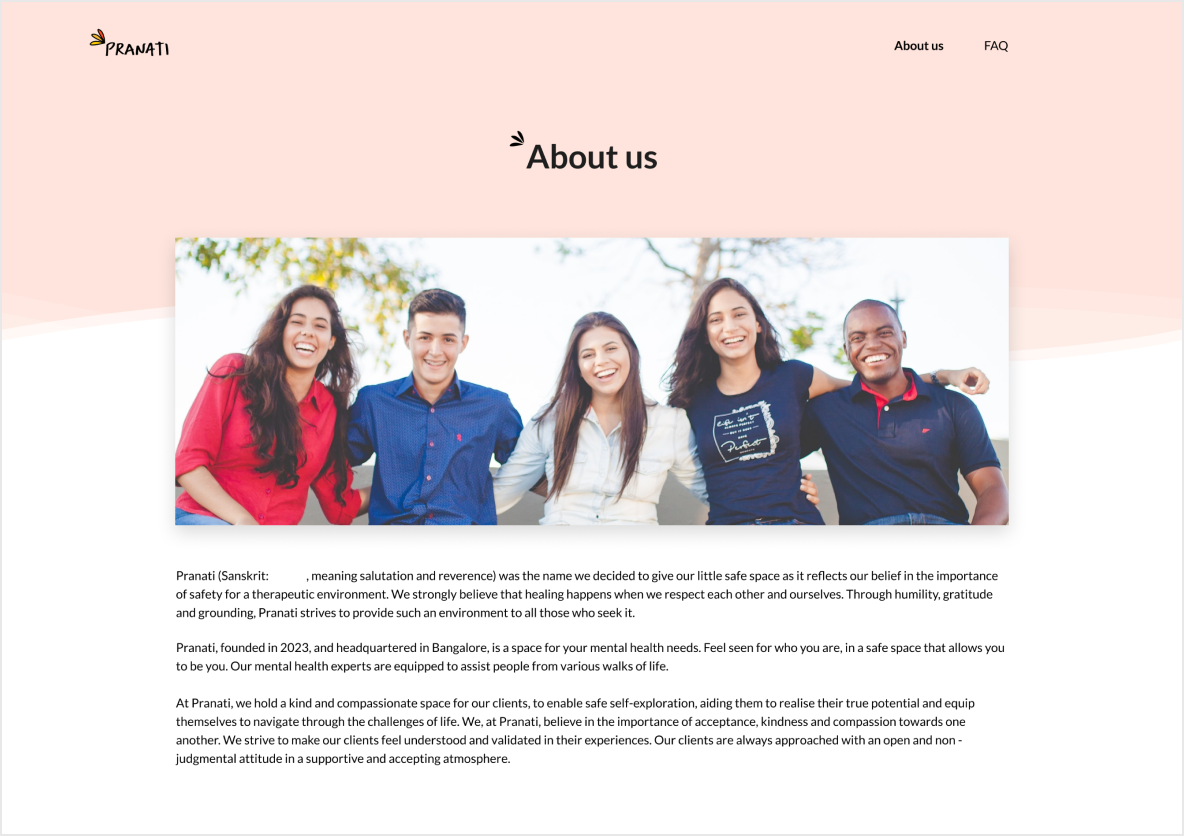 PRANATI
About us
FAQ
About us
Life isn't
ALWAYS PERFECT
Perfect
Pranati (Sanskrit: , meaning salutation and reverence) was the name we decided to give our little safe space as it reflects our belief in the importance
of safety for a therapeutic environment. We strongly believe that healing happens when we respect each other and ourselves. Through humility, gratitude
and grounding, Pranati strives to provide such an environment to all those who seek it.
Pranati, founded in 2023, and headquartered in Bangalore, is a space for your mental health needs. Feel seen for who you are, in a safe space that allows you
to be you. Our mental health experts are equipped to assist people from various walks of life.
At Pranati, we hold a kind and compassionate space for our clients, to enable safe self-exploration, aiding them to realise their true potential and equip
themselves to navigate through the challenges of life. We, at Pranati, believe in the importance of acceptance, kindness and compassion towards one
another. We strive to make our clients feel understood and validated in their experiences. Our clients are always approached with an open and non -
judgmental attitude in a supportive and accepting atmosphere.